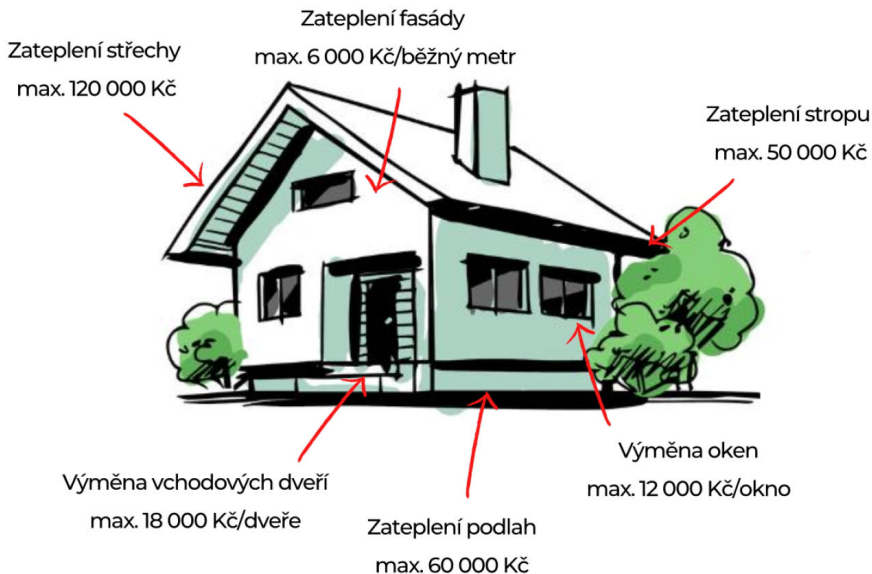 Zateplení fasády
max. 6 000 Kč/běžný metr
Zateplení střechy
max. 120 000 Kč
Zateplení stropu
max. 50 000 Kč
Výměna oken
max. 12 000 Kč/okno
Výměna vchodových dveří
max. 18 000 Kč/dveře
Zateplení podlah
max. 60 000 Kč